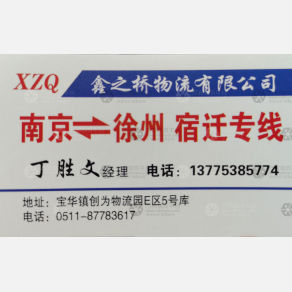 XZQ 鑫之桥物流有限公司
南京⇌徐州 宿迁专线
丁胜文经理 电话：13775385774
地址：宝华镇创为物流园E区5号库
电话：0511-87783617